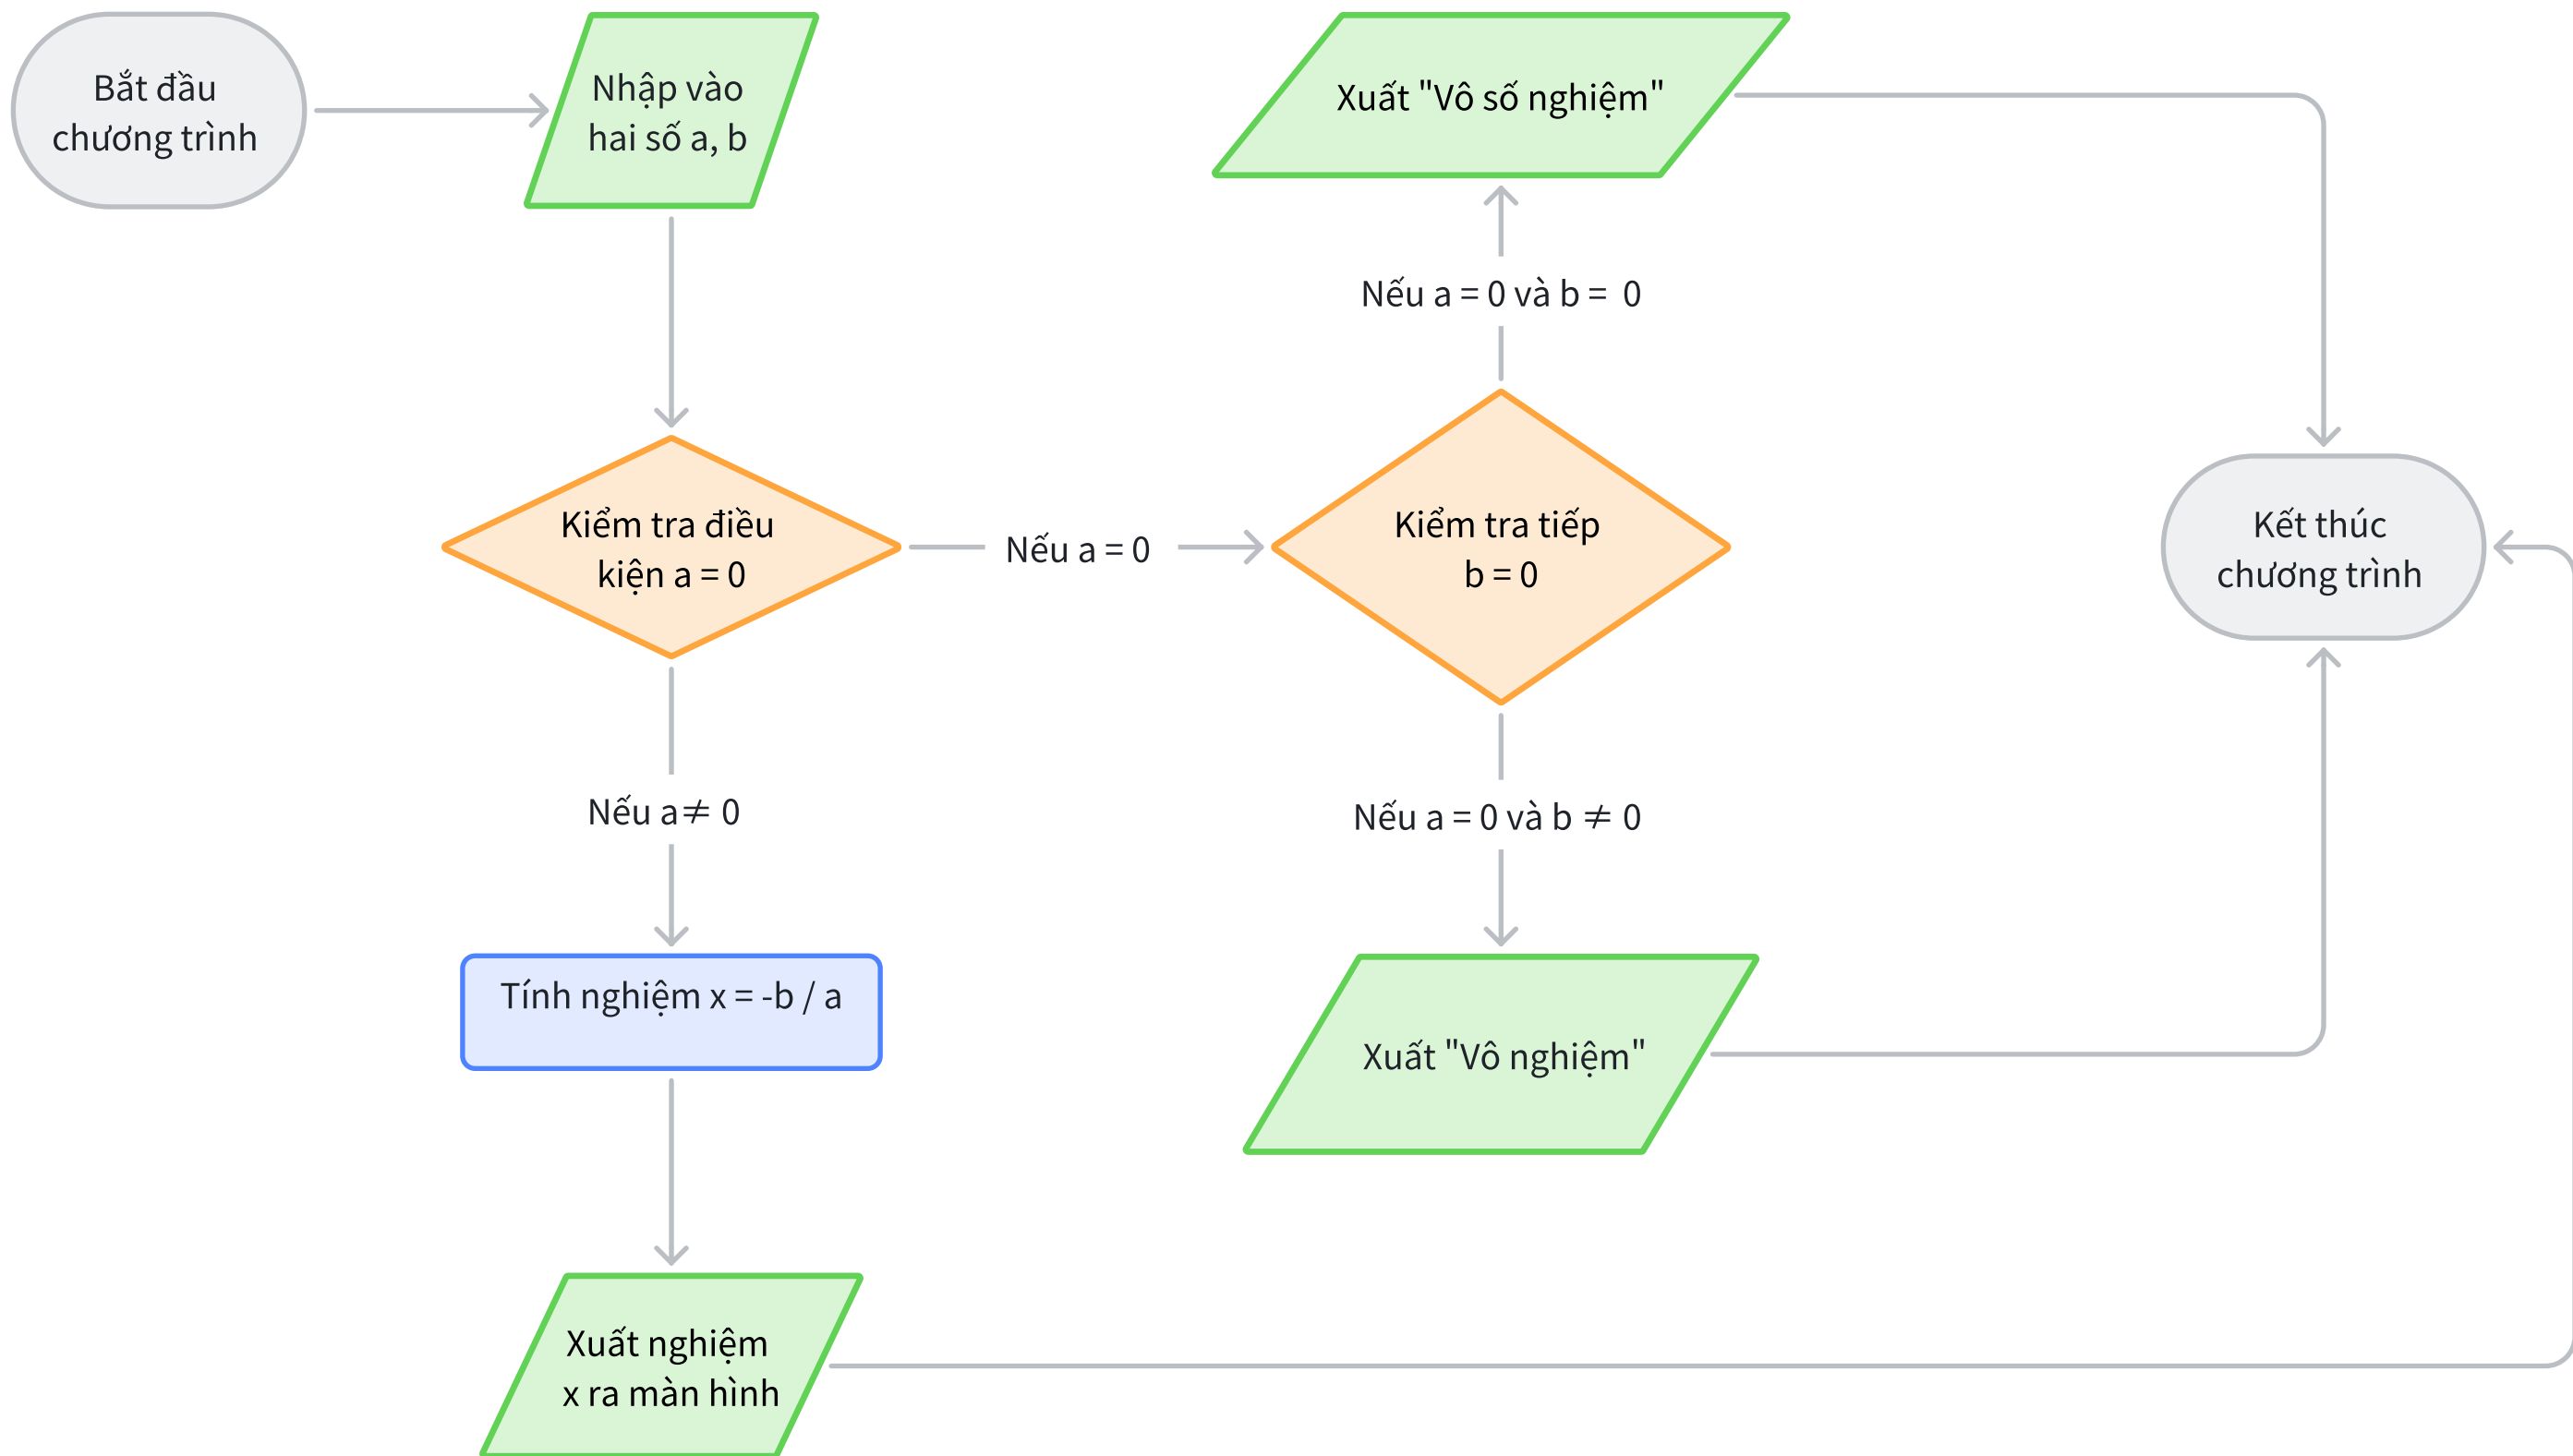 Bắt đầu
chương trình
Nhập vào
hai số a, b
Xuất "Vô số nghiệm"
Nếu a = 0 và b =  0
Kiểm tra điều
kiện a = 0
Nếu a = 0
Kiểm tra tiếp
b = 0
Kết thúc
chương trình
Nếu a≠ 0
Nếu a = 0 và b ≠ 0
Tính nghiệm x = -b / a
Xuất "Vô nghiệm"
Xuất nghiệm
x ra màn hình